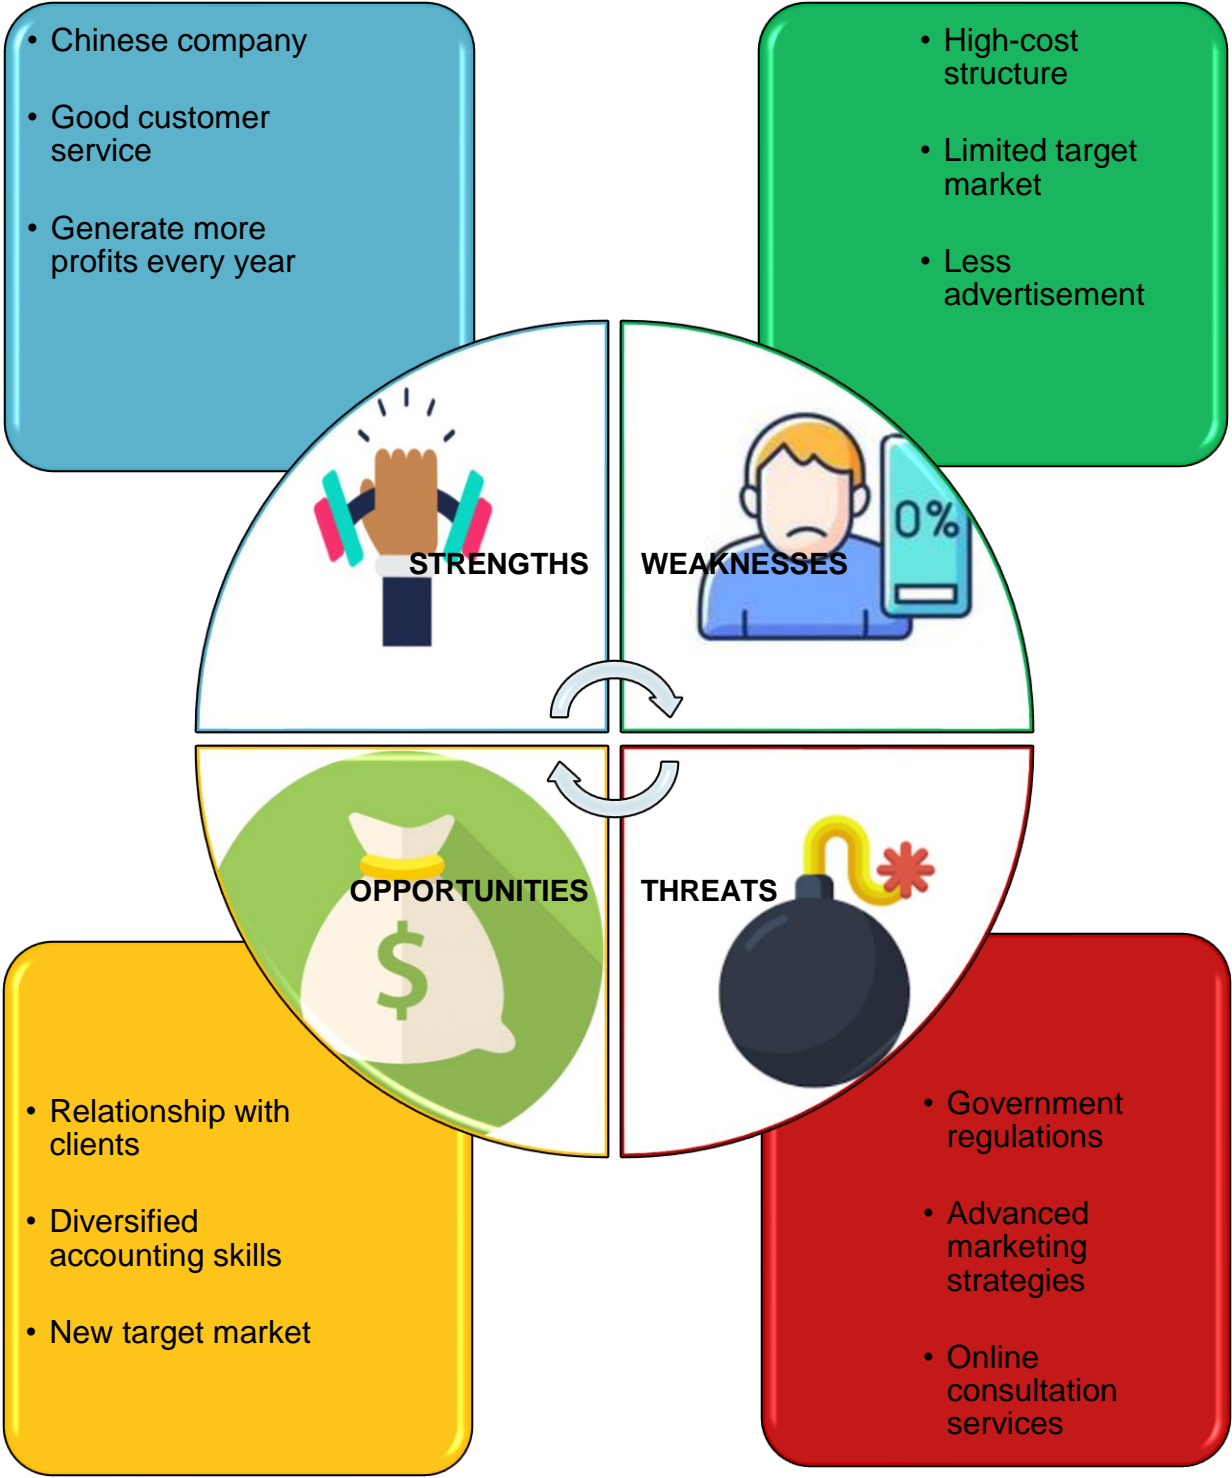 • Chinese company
• Good customer
service
• Generate more
profits every year
• High-cost
structure
• Limited target
market
• Less
advertisement
STRENGTHS
WEAKNESSES
0%
OPPORTUNITIES
$
THREATS
• Relationship with
clients
• Diversified
accounting skills
• New target market
• Government
regulations
• Advanced
marketing
strategies
• Online
consultation
services